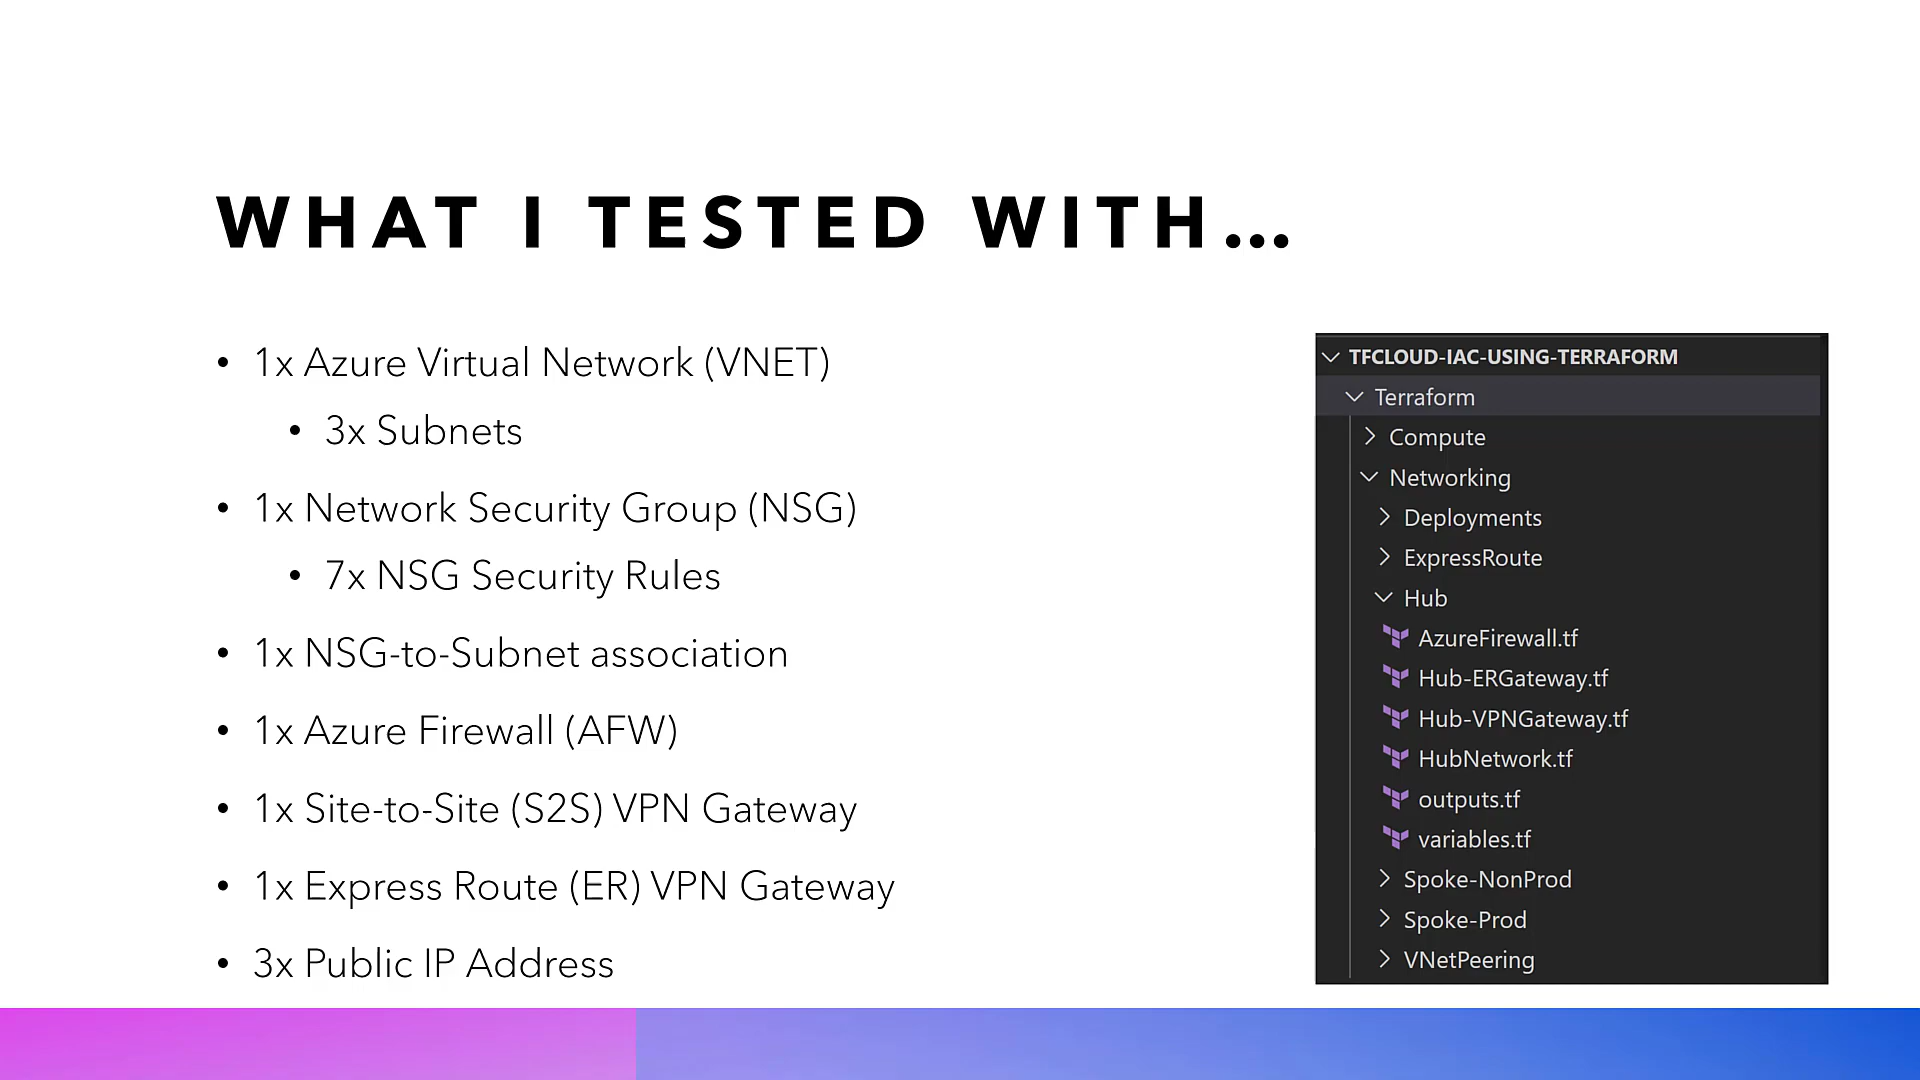 WHAT I TESTED WITH...
• 1x Azure Virtual Network (VNET)
• 3x Subnets
• 1x Network Security Group (NSG)
• 7x NSG Security Rules
• 1x NSG-to-Subnet association
• 1x Azure Firewall (AFW)
• 1x Site-to-Site (S2S) VPN Gateway
• 1x Express Route (ER) VPN Gateway
• 3x Public IP Address
TFCLOUD-IAC-USING-TERRAFORM
Terraform
Compute
Networking
Deployments
ExpressRoute
Hub
AzureFirewall.tf
Hub-ERGateway.tf
Hub-VPNGateway.tf
HubNetwork.tf
outputs.tf
variables.tf
Spoke-NonProd
Spoke-Prod
VNetPeering